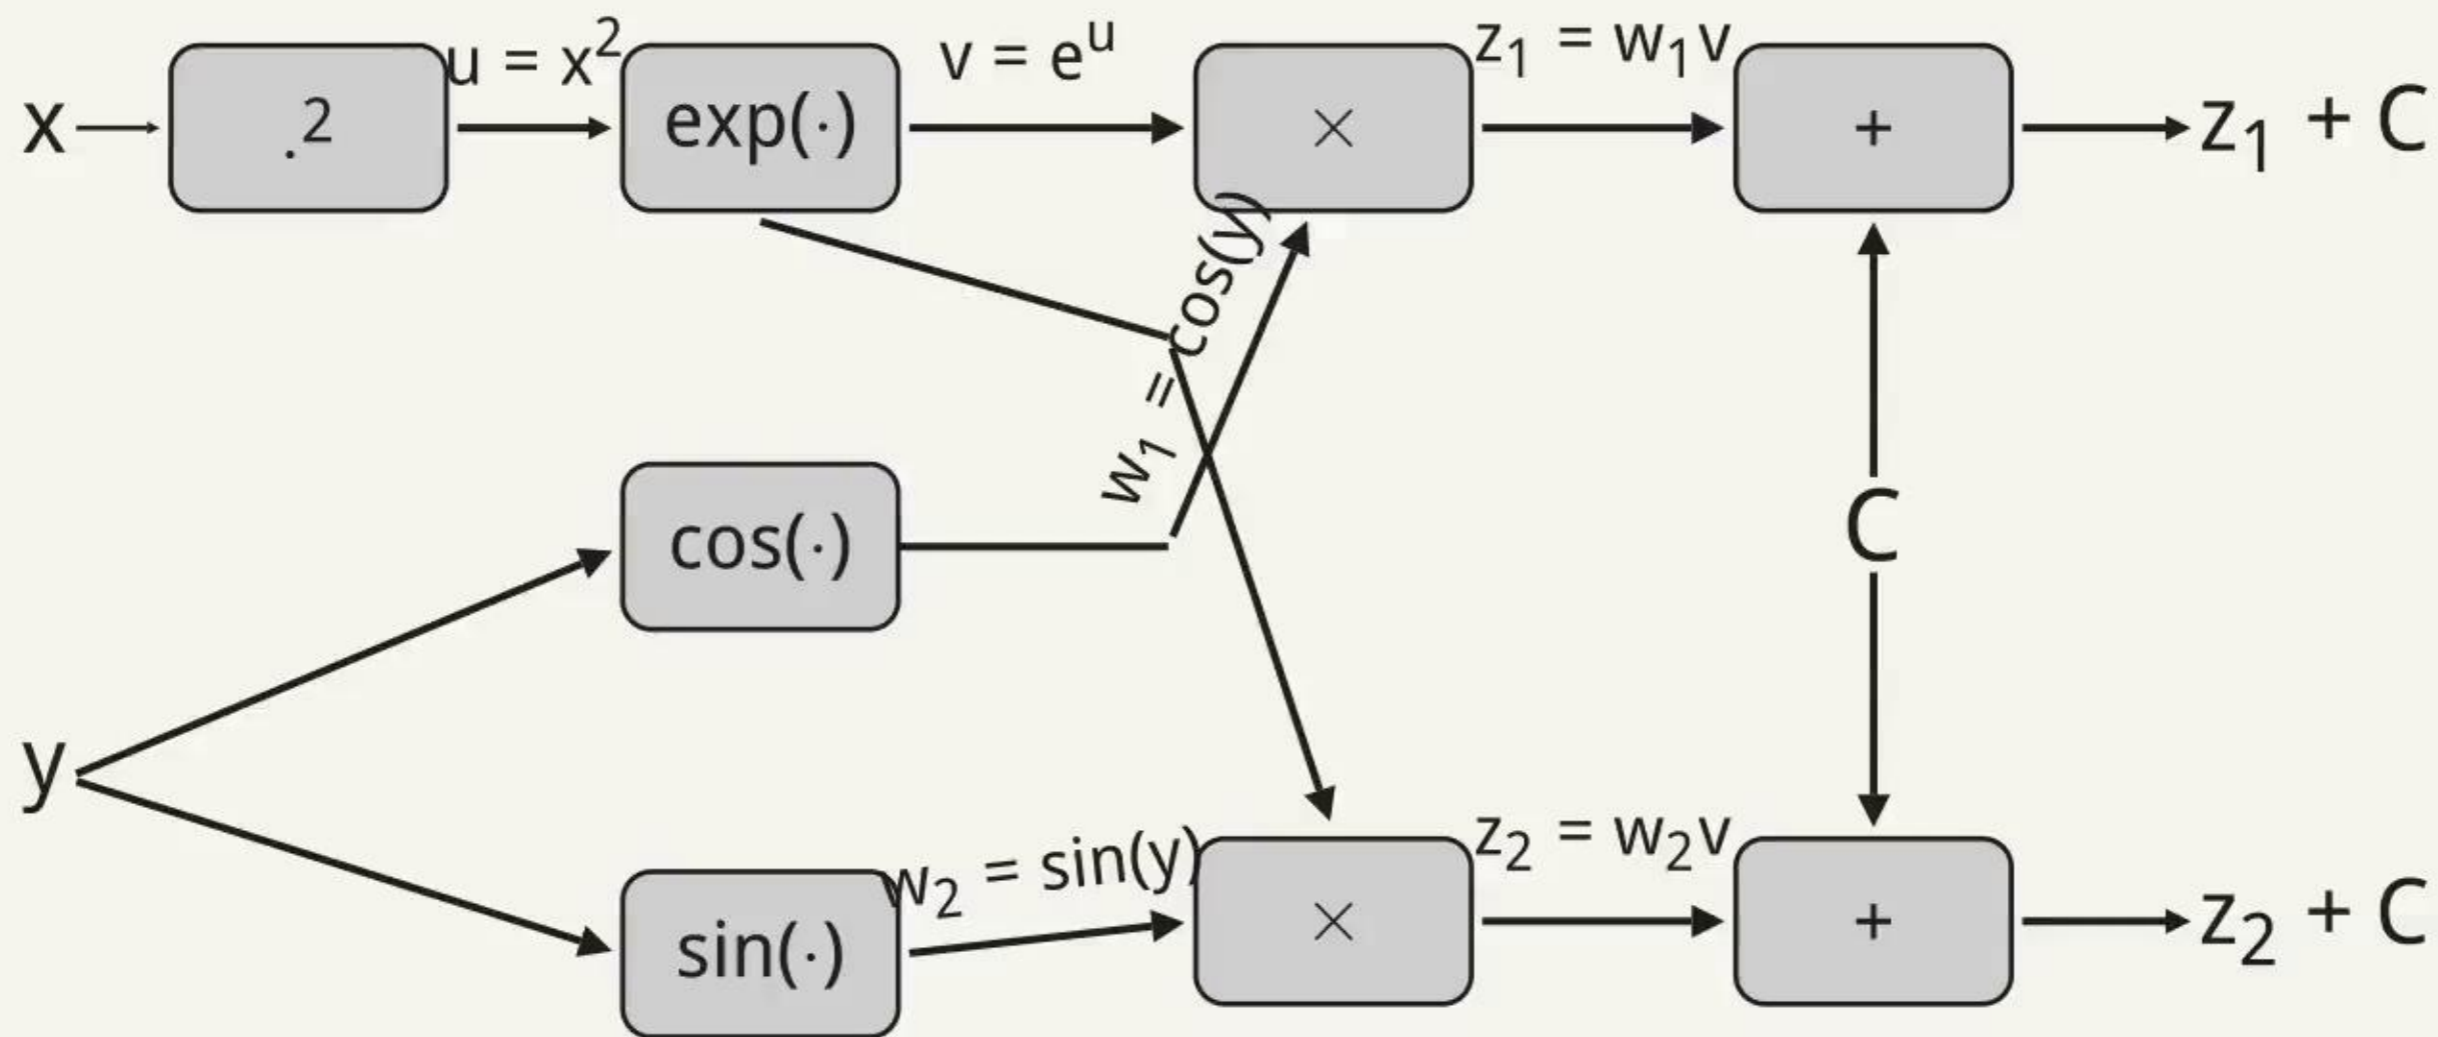 x
.²
u = x²
exp(·)
v = eᵘ
×
z₁ = w₁v
+
z₁ + C
w₁ = cos(y)
cos(·)
C
y
sin(·)
w₂ = sin(y)
×
z₂ = w₂v
+
z₂ + C